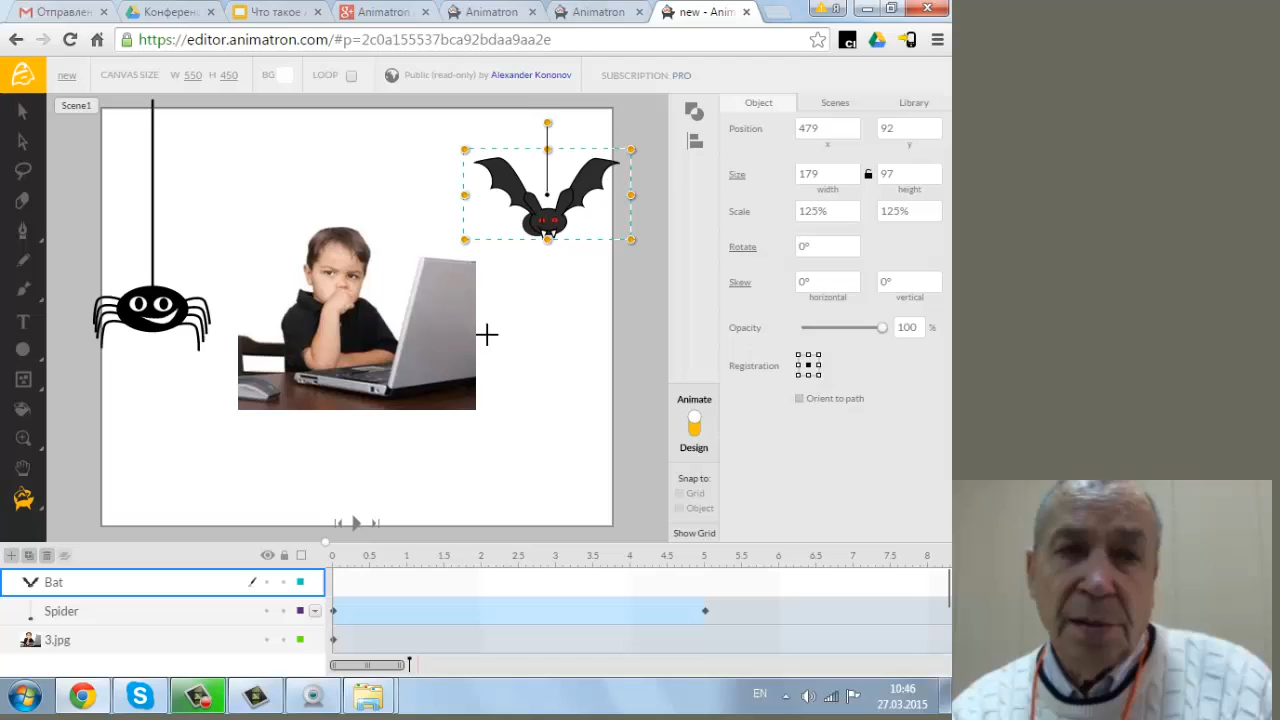 Отправлен
Конференц
Что такое
Animatron
Animatron
Animatron
new - Anim
Я
https://editor.animatron.com/#p=2c0a155537bca92bdaa9aa2e
new CANVAS SIZE W 550 H 450 BG LOOP Public (read-only) by Alexander Kononov SUBSCRIPTION: PRO
Scene1
Object Scenes Library
Position 479 92
x y
Size 179 97
width height
Scale 125% 125%
Rotate 0°
Skew 0° 0°
horizontal vertical
Opacity 100 %
Registration
Orient to path
Animate
Design
Snap to:
Grid
Object
Show Grid
0 0.5 1 1.5 2 2.5 3 3.5 4 4.5 5 5.5 6 6.5 7 7.5 8
Bat
Spider
3.jpg
EN
10:46
27.03.2015